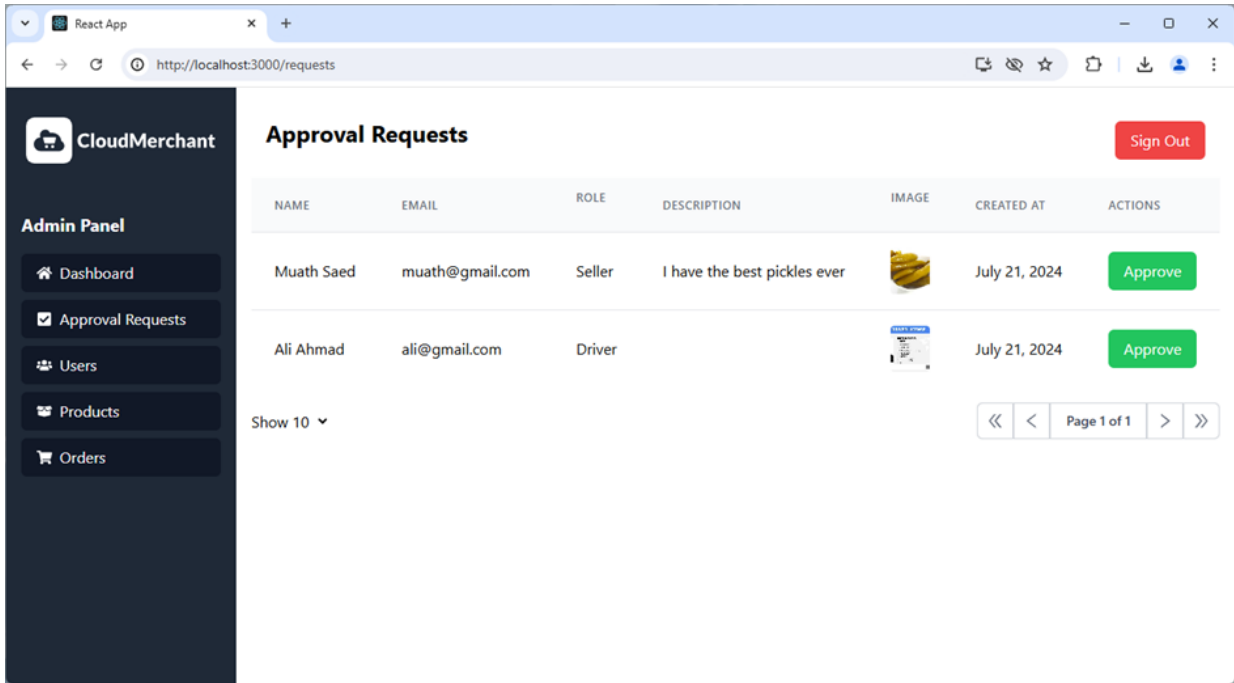 React App
http://localhost:3000/requests
CloudMerchant
Approval Requests
Sign Out
Admin Panel
Dashboard
Approval Requests
Users
Products
Orders
NAME EMAIL ROLE DESCRIPTION IMAGE CREATED AT ACTIONS
Muath Saed muath@gmail.com Seller I have the best pickles ever July 21, 2024 Approve
Ali Ahmad ali@gmail.com Driver July 21, 2024 Approve
Show 10 Page 1 of 1